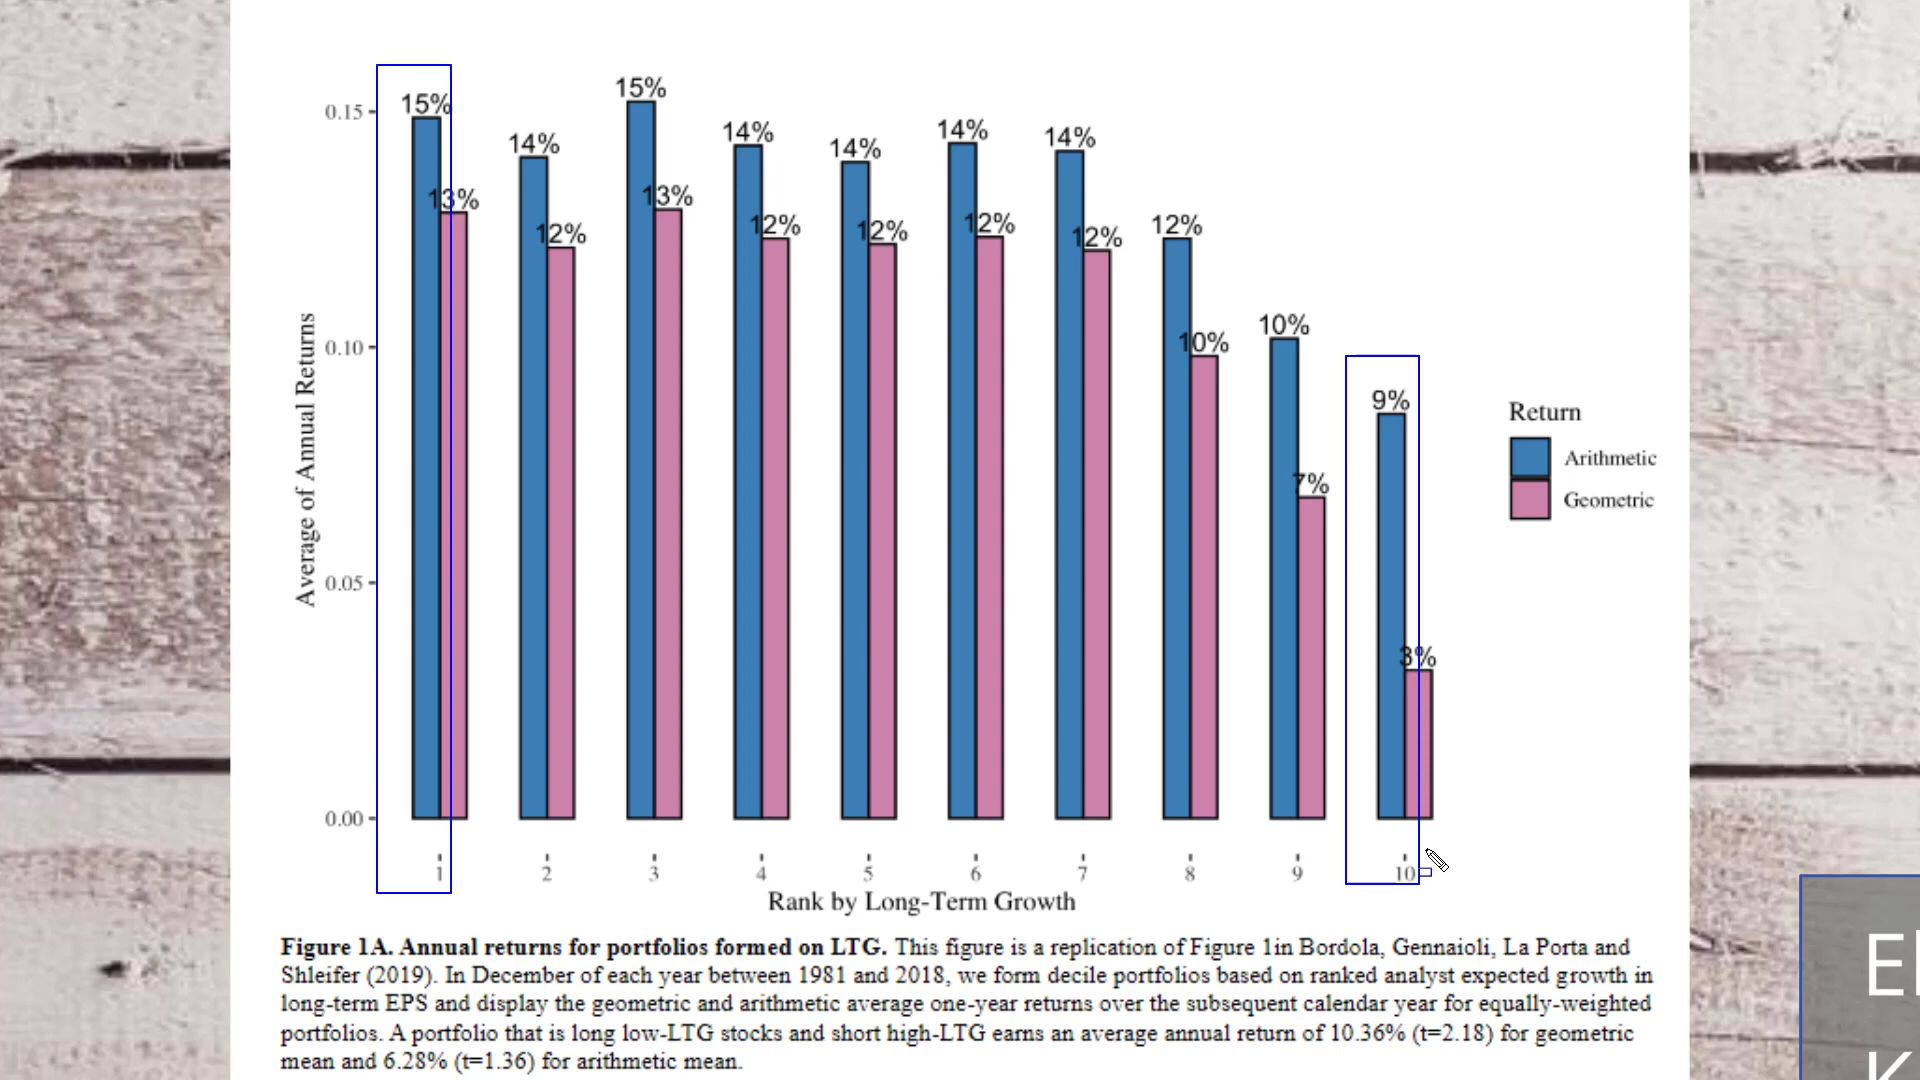 15%
13%
14%
12%
15%
13%
14%
12%
14%
12%
14%
12%
14%
12%
12%
10%
10%
7%
9%
3%
0.15
0.10
0.05
0.00
Average of Annual Returns
1 2 3 4 5 6 7 8 9 10
Rank by Long-Term Growth
Return
Arithmetic
Geometric
Figure 1A. Annual returns for portfolios formed on LTG. This figure is a replication of Figure 1in Bordola, Gennaioli, La Porta and
Shleifer (2019). In December of each year between 1981 and 2018, we form decile portfolios based on ranked analyst expected growth in
long-term EPS and display the geometric and arithmetic average one-year returns over the subsequent calendar year for equally-weighted
portfolios. A portfolio that is long low-LTG stocks and short high-LTG earns an average annual return of 10.36% (t=2.18) for geometric
mean and 6.28% (t=1.36) for arithmetic mean.